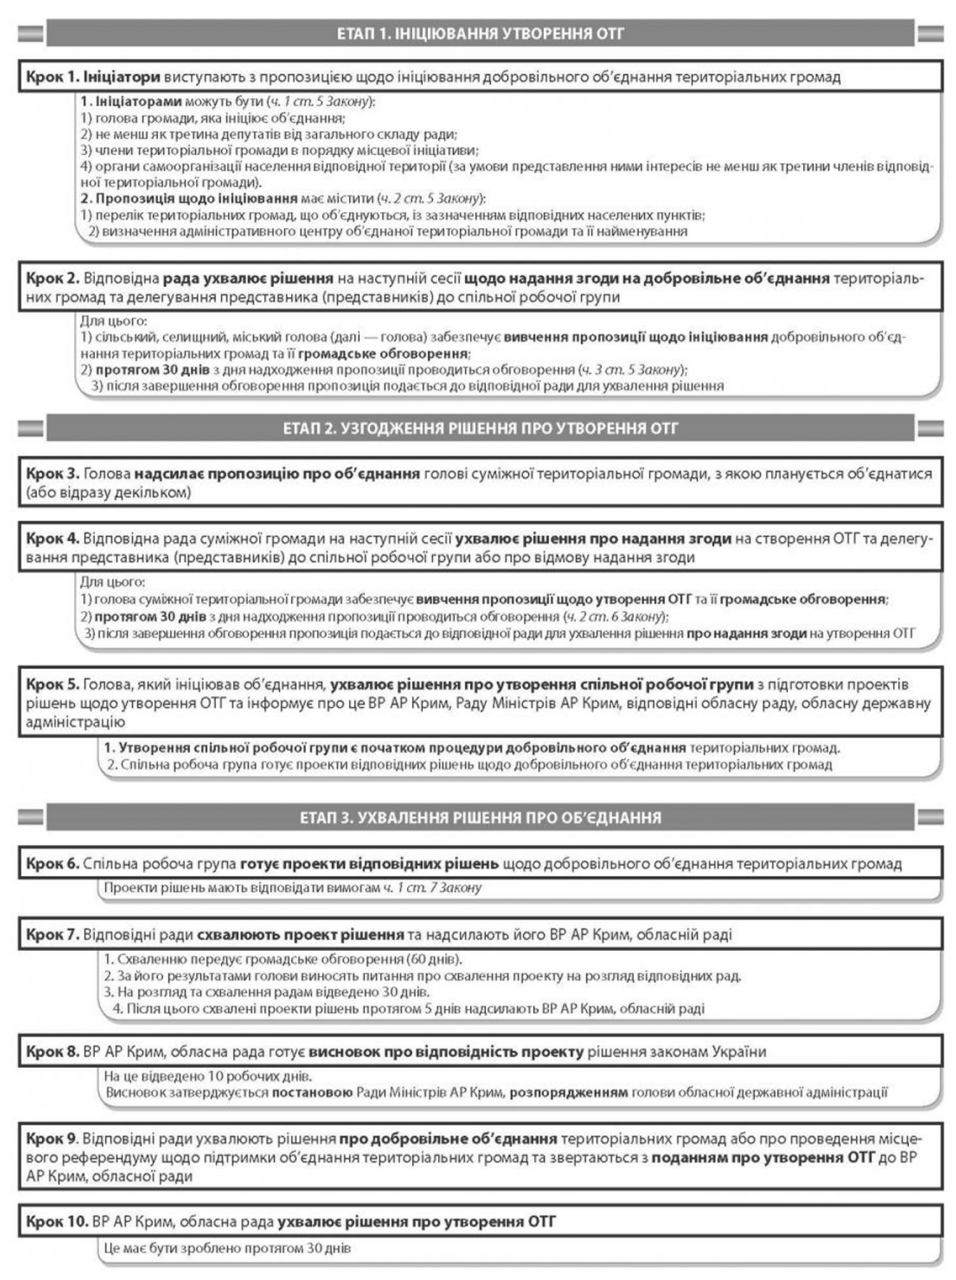 ЕТАП 1. ІНІЦІЮВАННЯ УТВОРЕННЯ ОТГ
Крок 1. Ініціатори виступають з пропозицією щодо ініціювання добровільного об'єднання територіальних громад
1. Ініціаторами можуть бути (ч. 1 ст. 5 Закону):
1) голова громади, яка ініціює об'єднання;
2) не менш як третина депутатів від загального складу ради;
3) члени територіальної громади в порядку місцевої ініціативи;
4) органи самоорганізації населення відповідної території (за умови представлення ними інтересів не менш як третини членів відповід-
ної територіальної громади).
2. Пропозиція щодо ініціювання має містити (ч. 2 ст. 5 Закону):
1) перелік територіальних громад, що об'єднуються, із зазначенням відповідних населених пунктів;
2) визначення адміністративного центру об'єднаної територіальної громади та її найменування
Крок 2. Відповідна рада ухвалює рішення на наступній сесії щодо надання згоди на добровільне об'єднання територіаль-
них громад та делегування представника (представників) до спільної робочої групи
Для цього:
1) сільський, селищний, міський голова (далі — голова) забезпечує вивчення пропозиції щодо ініціювання добровільного об'єд-
нання територіальних громад та її громадське обговорення;
2) протягом 30 днів з дня надходження пропозиції проводиться обговорення (ч. 3 ст. 5 Закону);
3) після завершення обговорення пропозиція подається до відповідної ради для ухвалення рішення
ЕТАП 2. УЗГОДЖЕННЯ РІШЕННЯ ПРО УТВОРЕННЯ ОТГ
Крок 3. Голова надсилає пропозицію про об'єднання голові суміжної територіальної громади, з якою планується об'єднатися
(або відразу декільком)
Крок 4. Відповідна рада суміжної громади на наступній сесії ухвалює рішення про надання згоди на створення ОТГ та делегу-
вання представника (представників) до спільної робочої групи або про відмову надання згоди
Для цього:
1) голова суміжної територіальної громади забезпечує вивчення пропозиції щодо утворення ОТГ та її громадське обговорення;
2) протягом 30 днів з дня надходження пропозиції проводиться обговорення (ч. 2 ст. 6 Закону);
3) після завершення обговорення пропозиція подається до відповідної ради для ухвалення рішення про надання згоди на утворення ОТГ
Крок 5. Голова, який ініціював об'єднання, ухвалює рішення про утворення спільної робочої групи з підготовки проектів
рішень щодо утворення ОТГ та інформує про це ВР АР Крим, Раду Міністрів АР Крим, відповідні обласну раду, обласну державну
адміністрацію
1. Утворення спільної робочої групи є початком процедури добровільного об'єднання територіальних громад.
2. Спільна робоча група готує проекти відповідних рішень щодо добровільного об'єднання територіальних громад
ЕТАП 3. УХВАЛЕННЯ РІШЕННЯ ПРО ОБ'ЄДНАННЯ
Крок 6. Спільна робоча група готує проекти відповідних рішень щодо добровільного об'єднання територіальних громад
Проекти рішень мають відповідати вимогам ч. 1 ст. 7 Закону
Крок 7. Відповідні ради схвалюють проект рішення та надсилають його ВР АР Крим, обласній раді
1. Схваленню передує громадське обговорення (60 днів).
2. За його результатами голови виносять питання про схвалення проекту на розгляд відповідних рад.
3. На розгляд та схвалення радам відведено 30 днів.
4. Після цього схвалені проекти рішень протягом 5 днів надсилають ВР АР Крим, обласній раді
Крок 8. ВР АР Крим, обласна рада готує висновок про відповідність проекту рішення законам України
На це відведено 10 робочих днів.
Висновок затверджується постановою Ради Міністрів АР Крим, розпорядженням голови обласної державної адміністрації
Крок 9. Відповідні ради ухвалюють рішення про добровільне об'єднання територіальних громад або про проведення місце-
вого референдуму щодо підтримки об'єднання територіальних громад та звертаються з поданням про утворення ОТГ до ВР
АР Крим, обласної ради
Крок 10. ВР АР Крим, обласна рада ухвалює рішення про утворення ОТГ
Це має бути зроблено протягом 30 днів